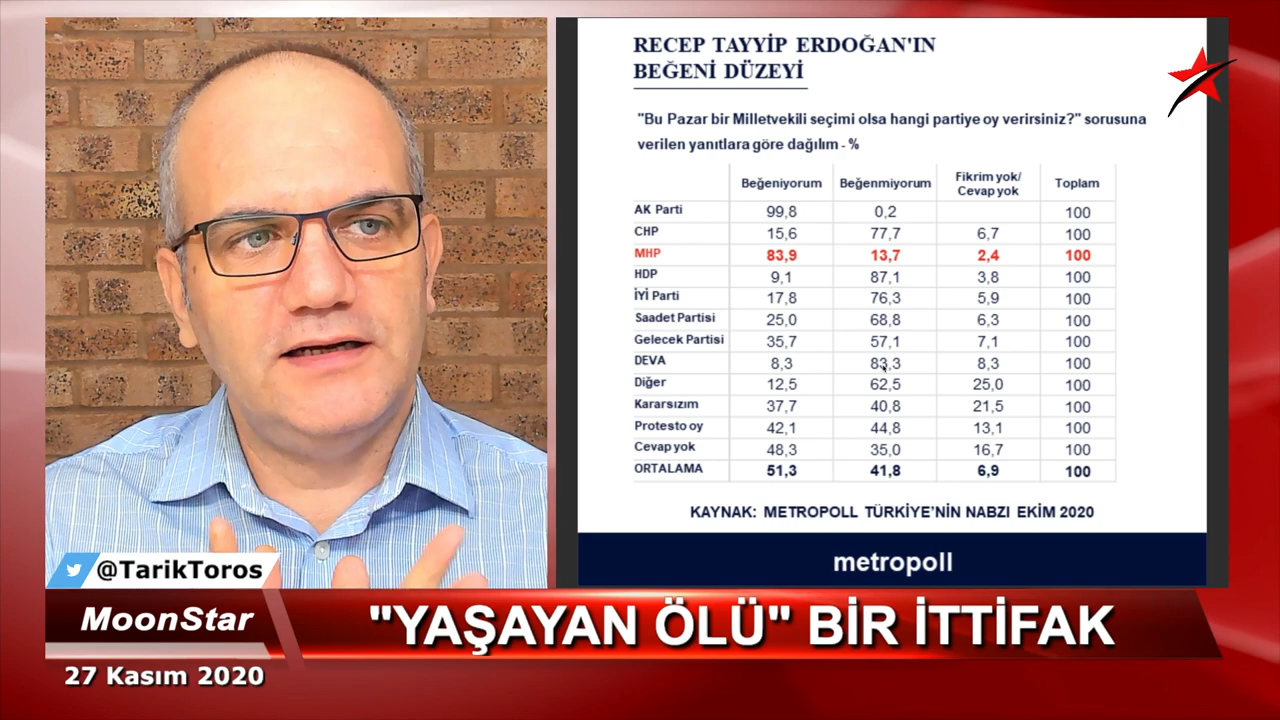 RECEP TAYYİP ERDOĞAN'IN
BEĞENİ DÜZEYİ
"Bu Pazar bir Milletvekili seçimi olsa hangi partiye oy verirsiniz?" sorusuna
verilen yanıtlara göre dağılım - %
Beğeniyorum Beğenmiyorum Fikrim yok/ Cevap yok Toplam
AK Parti 99,8 0,2 100
CHP 15,6 77,7 6,7 100
MHP 83,9 13,7 2,4 100
HDP 9,1 87,1 3,8 100
İYİ Parti 17,8 76,3 5,9 100
Saadet Partisi 25,0 68,8 6,3 100
Gelecek Partisi 35,7 57,1 7,1 100
DEVA 8,3 83,3 8,3 100
Diğer 12,5 62,5 25,0 100
Kararsızım 37,7 40,8 21,5 100
Protesto oy 42,1 44,8 13,1 100
Cevap yok 48,3 35,0 16,7 100
ORTALAMA 51,3 41,8 6,9 100
KAYNAK: METROPOLL TÜRKİYE'NİN NABZI EKİM 2020
metropoll
@TarikToros
MoonStar
"YAŞAYAN ÖLÜ" BİR İTTİFAK
27 Kasım 2020